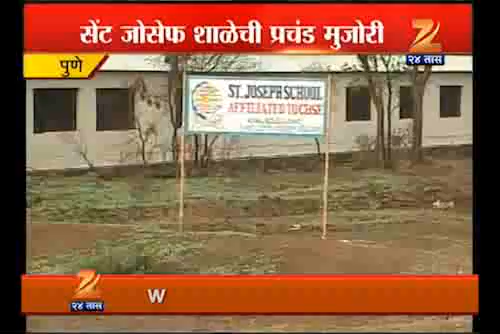 सेंट जोसेफ शाळेची प्रचंड मुजोरी
२४ तास
पुणे
ST. JOSEPH SCHOOL
AFFILIATED TO CBSE
२४ तास
W